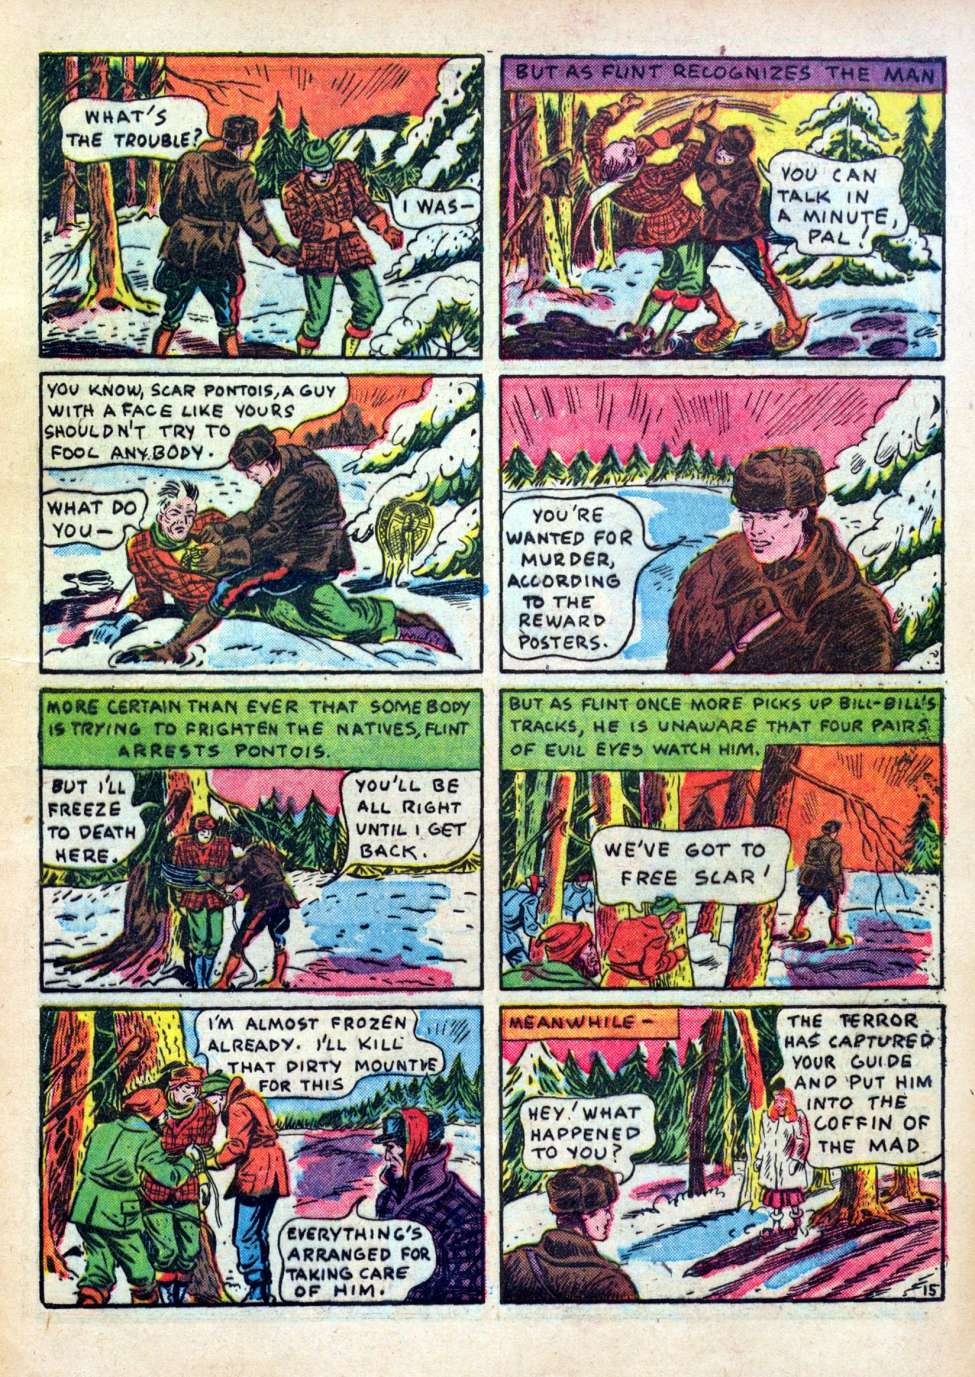 WHAT'S
THE TROUBLE?
I WAS-
BUT AS FLINT RECOGNIZES THE MAN
YOU CAN
TALK IN
A MINUTE,
PAL!
YOU KNOW, SCAR PONTOIS, A GUY
WITH A FACE LIKE YOURS
SHOULDN'T TRY TO
FOOL ANYBODY.
WHAT DO
YOU-
YOU'RE
WANTED FOR
MURDER,
ACCORDING
TO THE
REWARD
POSTERS.
MORE CERTAIN THAN EVER THAT SOMEBODY
IS TRYING TO FRIGHTEN THE NATIVES, FLINT
ARRESTS PONTOIS.
BUT I'LL
FREEZE
TO DEATH
HERE.
YOU'LL BE
ALL RIGHT
UNTIL I GET
BACK.
BUT AS FLINT ONCE MORE PICKS UP BILL-BILL'S
TRACKS, HE IS UNAWARE THAT FOUR PAIRS
OF EVIL EYES WATCH HIM.
WE'VE GOT TO
FREE SCAR!
I'M ALMOST FROZEN
ALREADY. I'LL KILL
THAT DIRTY MOUNTIE
FOR THIS
EVERYTHING'S
ARRANGED FOR
TAKING CARE
OF HIM.
MEANWHILE-
HEY! WHAT
HAPPENED
TO YOU?
THE TERROR
HAS CAPTURED
YOUR GUIDE
AND PUT HIM
INTO THE
COFFIN OF
THE MAD.
15